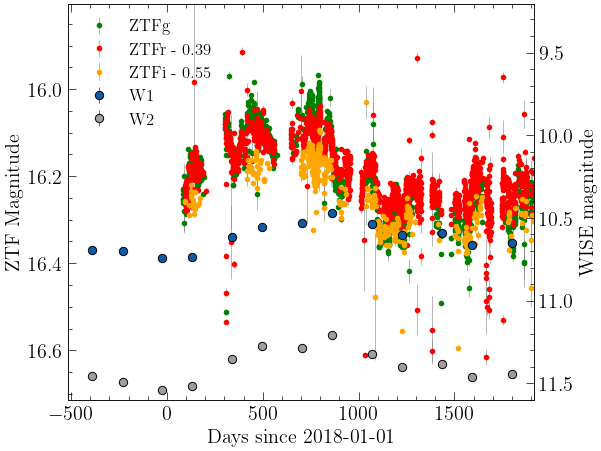 ZTFg
ZTFr - 0.39
ZTFi - 0.55
W1
W2
16.0
16.2
16.4
16.6
ZTF Magnitude
9.5
10.0
10.5
11.0
11.5
WISE magnitude
−500
0
500
1000
1500
Days since 2018-01-01